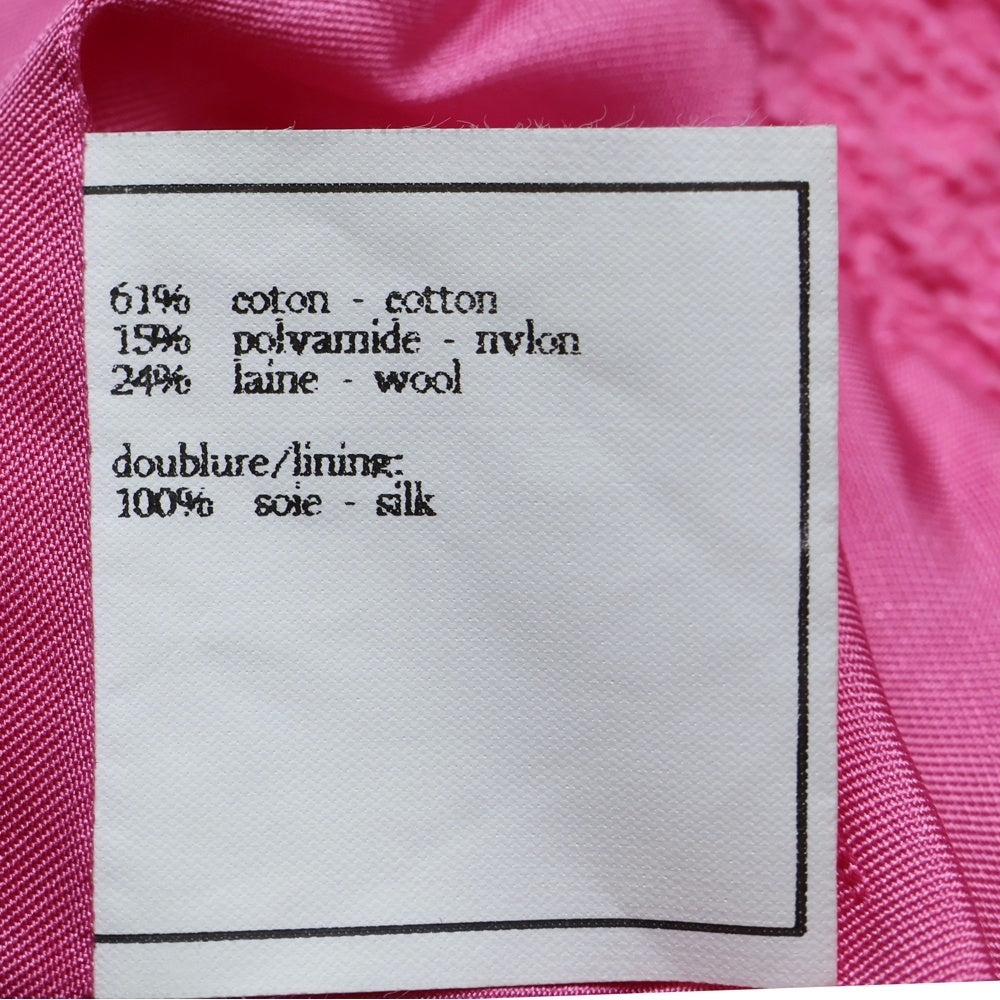 61% coton - cotton
15% polyamide - nylon
24% laine - wool
doublure/lining:
100% soie - silk